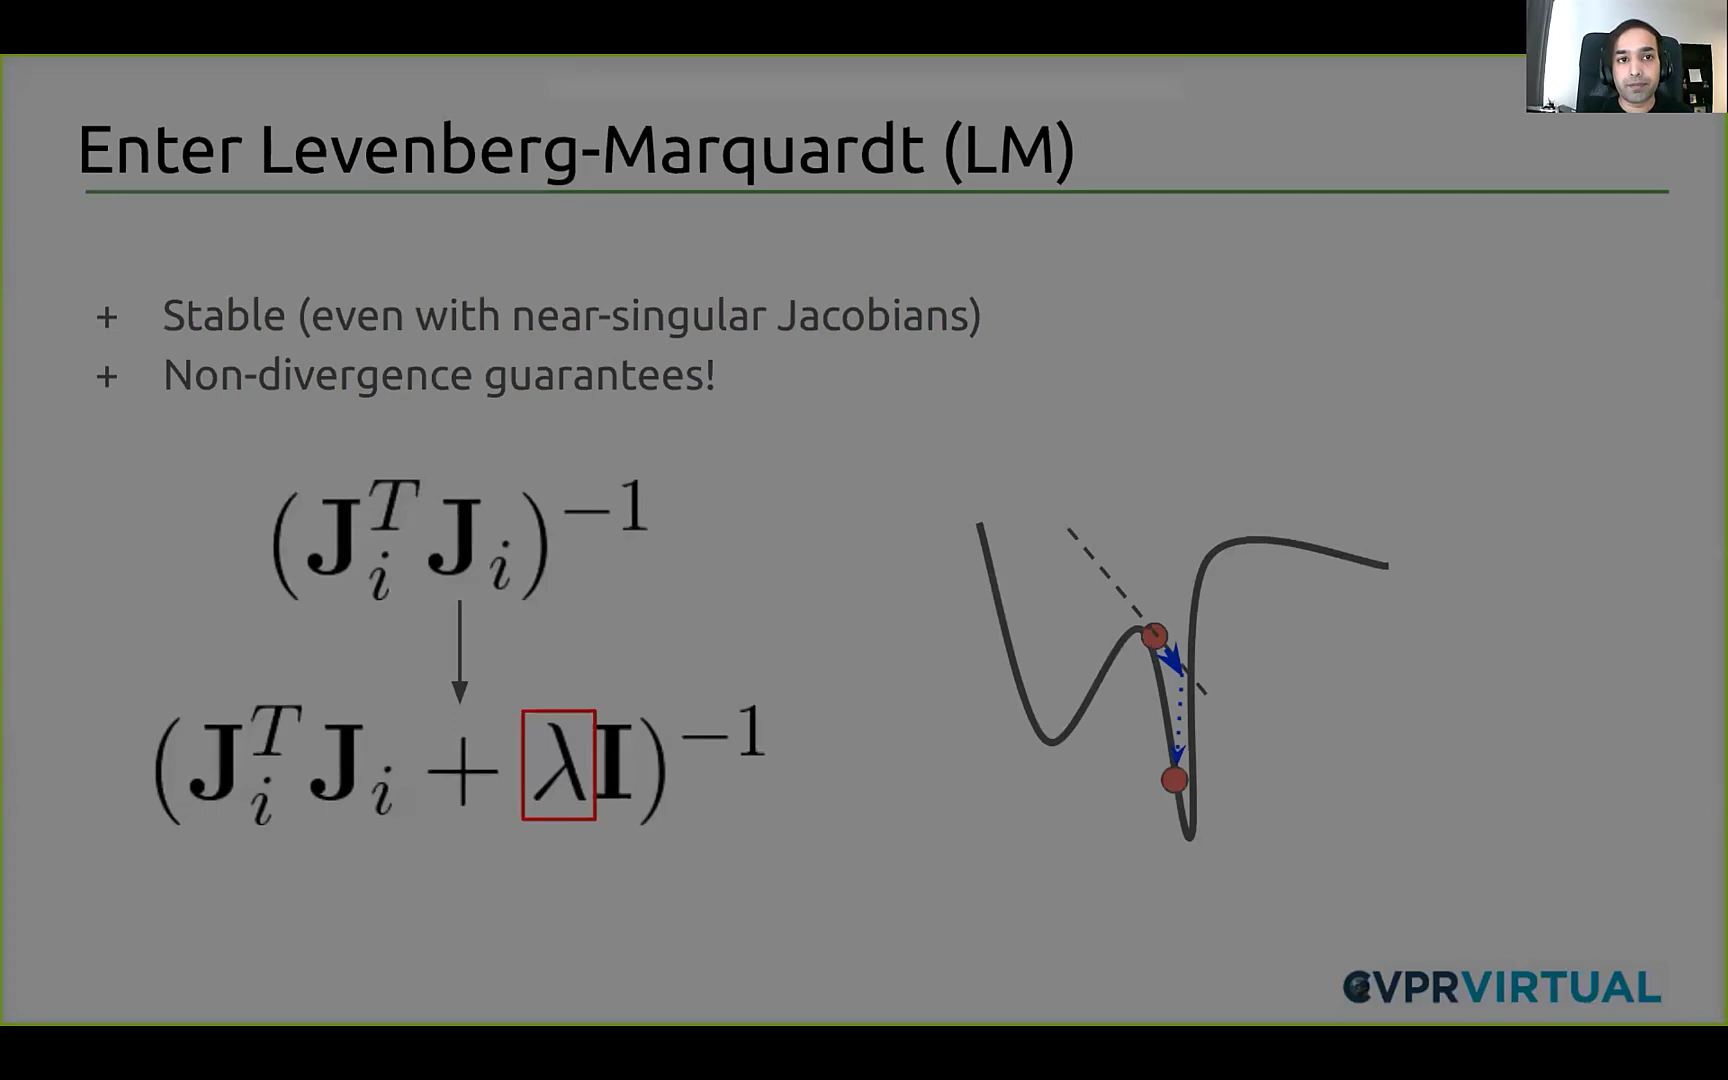 Enter Levenberg-Marquardt (LM)
+ Stable (even with near-singular Jacobians)
+ Non-divergence guarantees!
(J_i^T J_i)^{-1}
(J_i^T J_i + λI)^{-1}
CVPRVIRTUAL